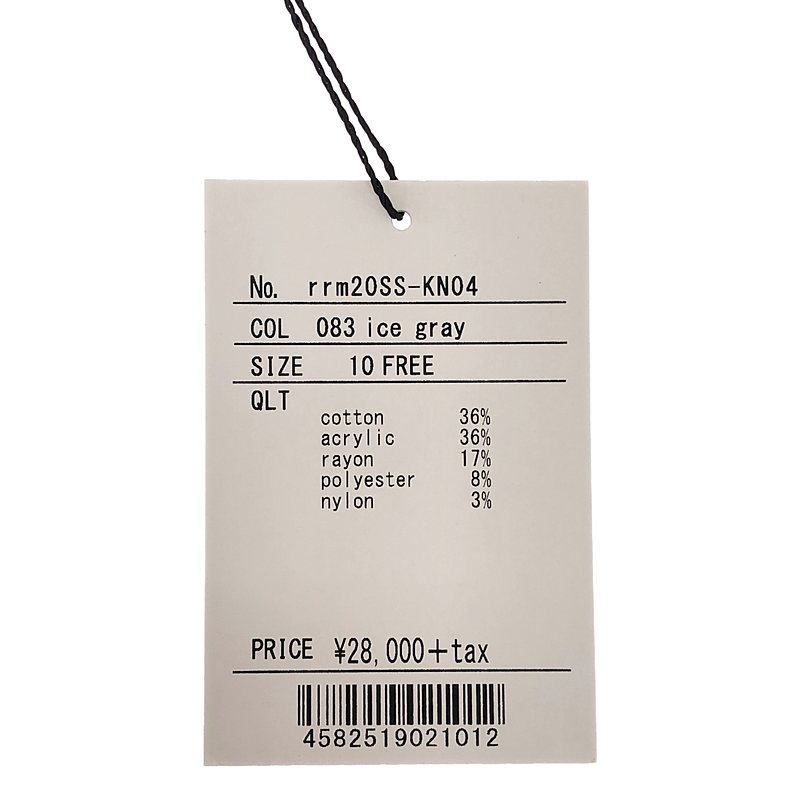 No. rrm20SS-KN04
COL 083 ice gray
SIZE 10 FREE
QLT
cotton 36%
acrylic 36%
rayon 17%
polyester 8%
nylon 3%
PRICE ¥28,000+tax
4582519021012